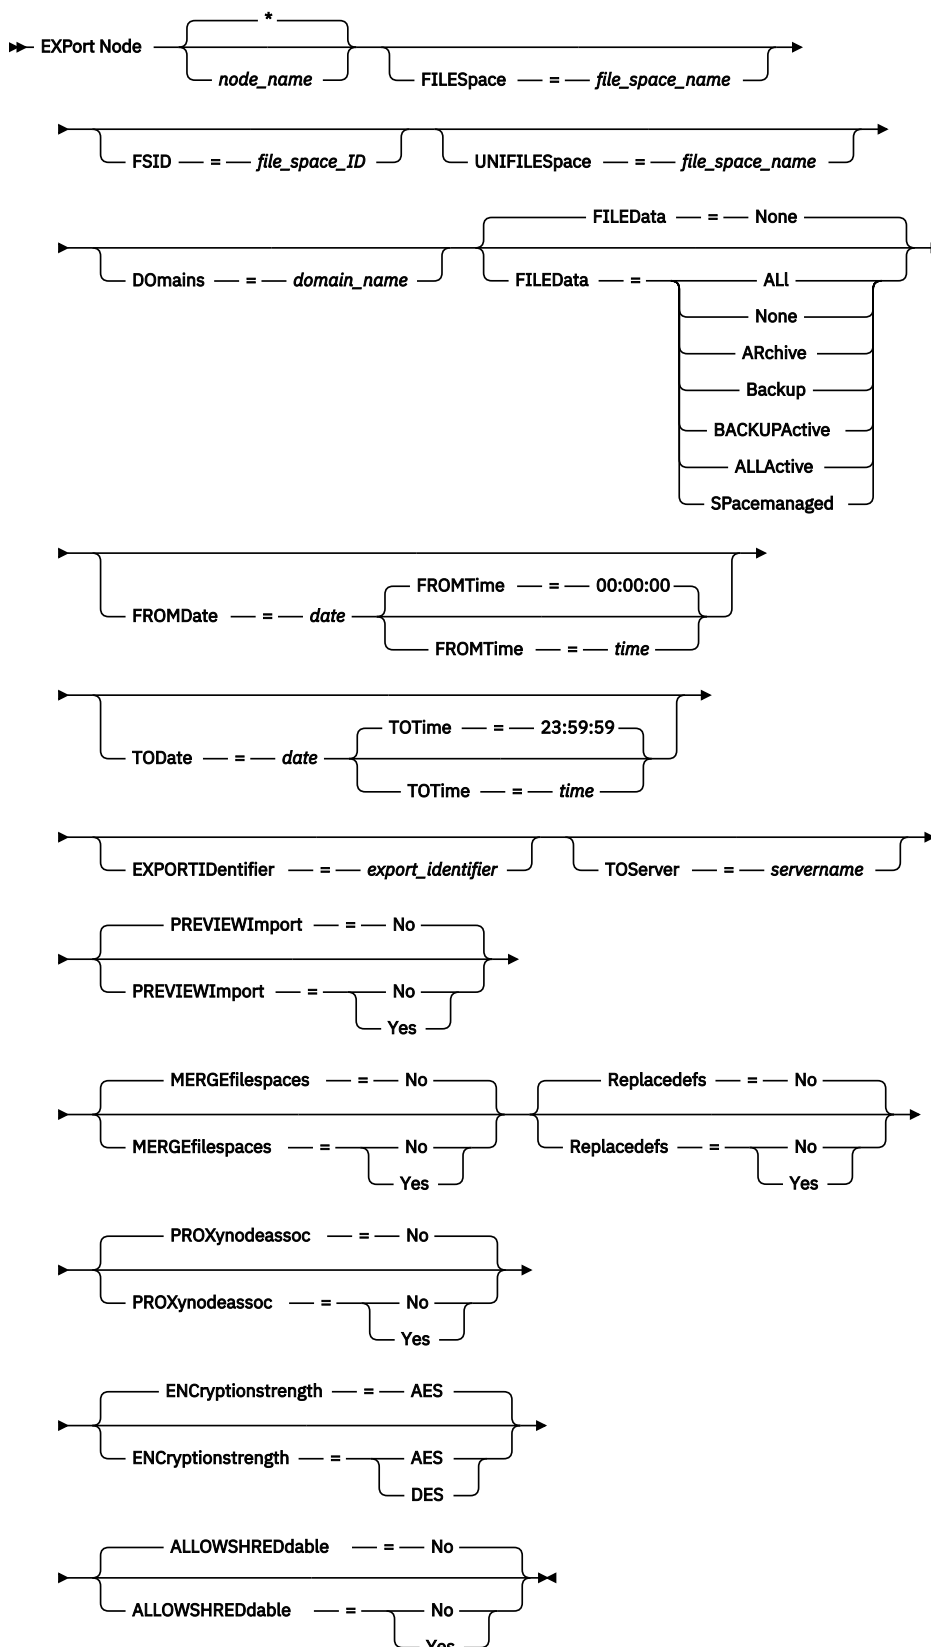 *
EXPort Node
node_name
FILESpace = file_space_name
FSID = file_space_ID
UNIFILESpace = file_space_name
FILEData = None
DOmains = domain_name
FILEData = ALl
None
ARchive
Backup
BACKUPActive
ALLActive
SPacemanaged
FROMTime = 00:00:00
FROMDate = date
FROMTime = time
TOTime = 23:59:59
TODate = date
TOTime = time
EXPORTIDentifier = export_identifier
TOServer = servername
PREVIEWImport = No
PREVIEWImport = No
Yes
MERGEfilespaces = No
Replacedefs = No
MERGEfilespaces = No
Replacedefs = No
Yes
Yes
PROXynodeassoc = No
PROXynodeassoc = No
Yes
ENCryptionstrength = AES
ENCryptionstrength = AES
DES
ALLOWSHREDdable = No
ALLOWSHREDdable = No
Yes